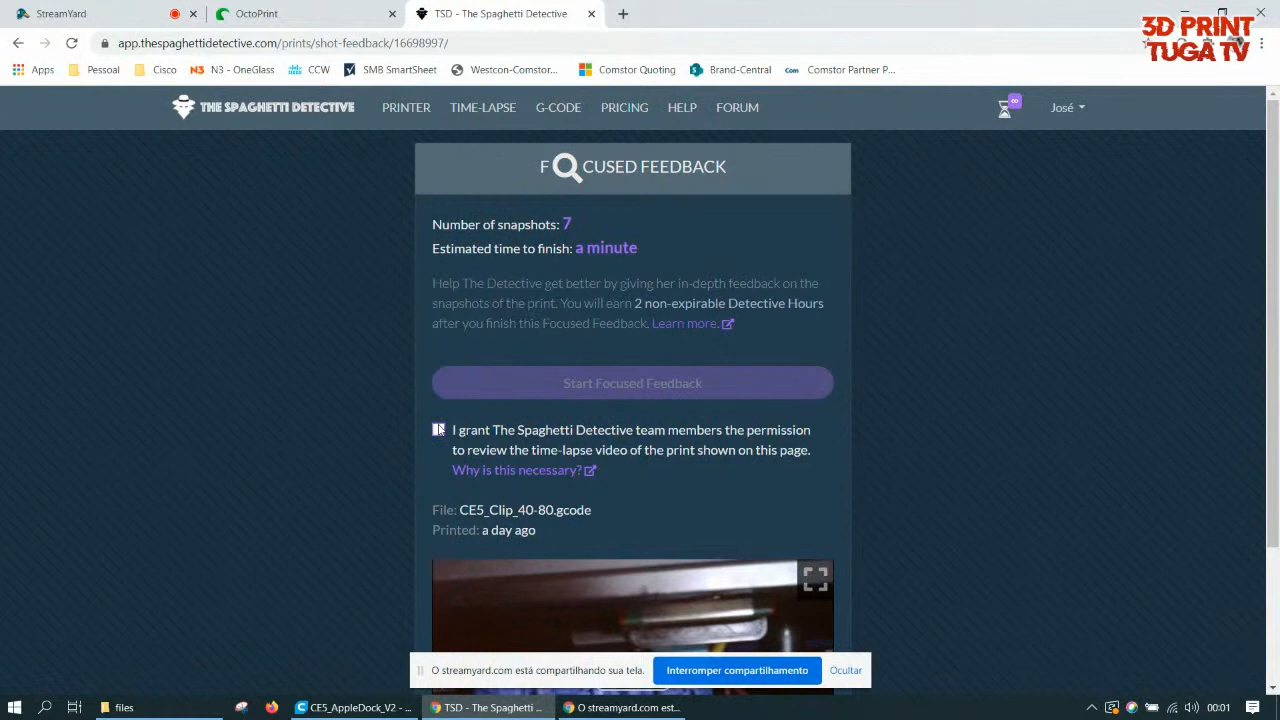 StreamYard
OctoPrint
TSD - The Spaghetti Detective
3D PRINT
TUGA TV
app.thespaghettidetective.com/prints/shot-feedback/16698997/
Apps
Pessoal
Cisco
N3 - OneGlass
CCW
SMB SmartSheet
Westcon-Comstor...
Comstor Quoting
Brand-Central
Com
Comstor Partner P...
THE SPAGHETTI DETECTIVE
PRINTER
TIME-LAPSE
G-CODE
PRICING
HELP
FORUM
∞
José
F CUSED FEEDBACK
Number of snapshots: 7
Estimated time to finish: a minute
Help The Detective get better by giving her in-depth feedback on the
snapshots of the print. You will earn 2 non-expirable Detective Hours
after you finish this Focused Feedback. Learn more.
Start Focused Feedback
I grant The Spaghetti Detective team members the permission
to review the time-lapse video of the print shown on this page.
Why is this necessary?
File: CE5_Clip_40-80.gcode
Printed: a day ago
O streamyard.com está compartilhando sua tela.
Interromper compartilhamento
Ocultar
files
CE5_AppleDock_V2 - ...
TSD - The Spaghetti ...
O streamyard.com est...
00:01